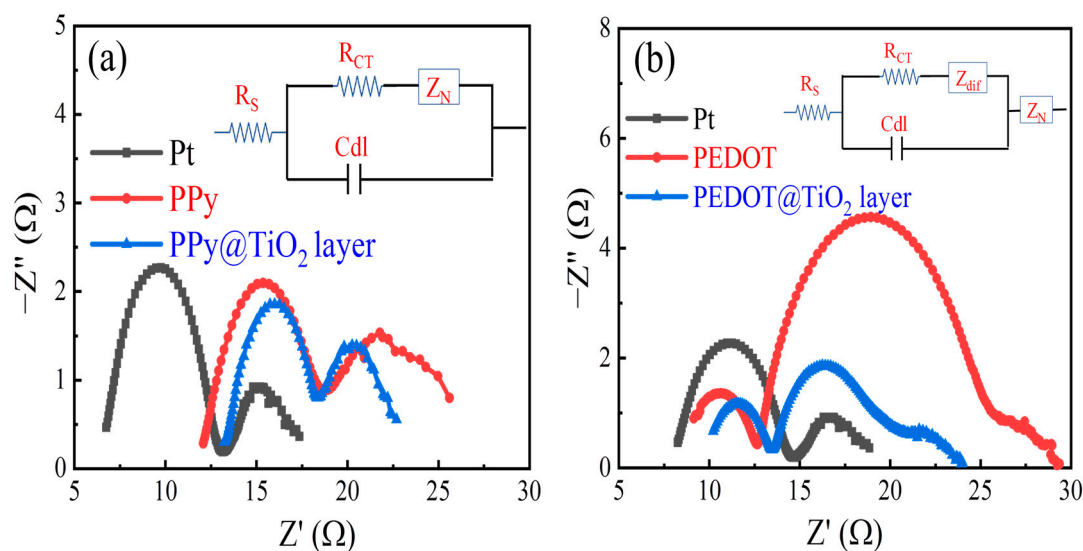 (a)
R_CT
Z_N
R_S
Cdl
Pt
PPy
PPy@TiO₂ layer
5
4
3
2
1
0
−Z" (Ω)
5 10 15 20 25 30
Z' (Ω)
(b)
R_CT
Z_dif
R_S
Z_N
Cdl
Pt
PEDOT
PEDOT@TiO₂ layer
8
6
4
2
0
−Z" (Ω)
5 10 15 20 25 30
Z' (Ω)